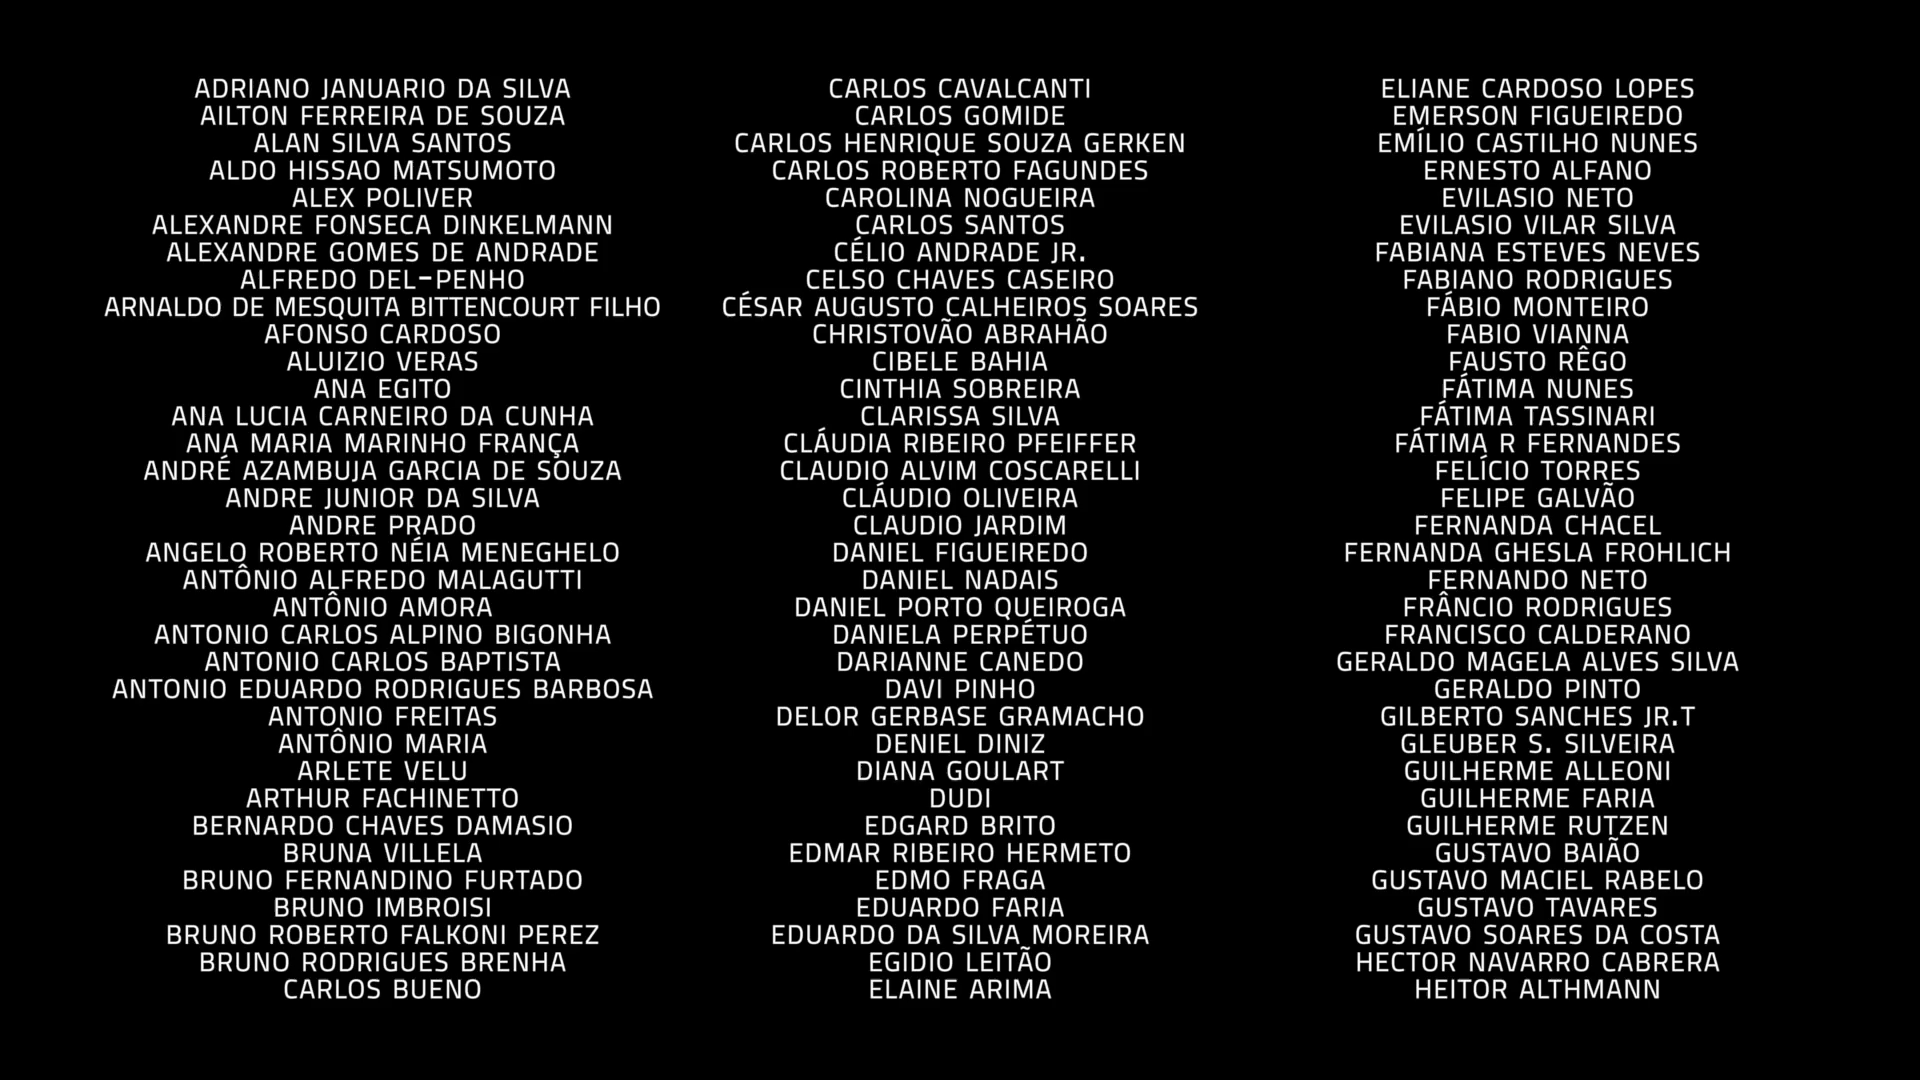 ADRIANO JANUARIO DA SILVA
AILTON FERREIRA DE SOUZA
ALAN SILVA SANTOS
ALDO HISSAO MATSUMOTO
ALEX POLIVER
ALEXANDRE FONSECA DINKELMANN
ALEXANDRE GOMES DE ANDRADE
ALFREDO DEL-PENHO
ARNALDO DE MESQUITA BITTENCOURT FILHO
AFONSO CARDOSO
ALUIZIO VERAS
ANA EGITO
ANA LUCIA CARNEIRO DA CUNHA
ANA MARIA MARINHO FRANÇA
ANDRÉ AZAMBUJA GARCIA DE SOUZA
ANDRE JUNIOR DA SILVA
ANDRE PRADO
ANGELO ROBERTO NÉIA MENEGHELO
ANTÔNIO ALFREDO MALAGUTTI
ANTÔNIO AMORA
ANTONIO CARLOS ALPINO BIGONHA
ANTONIO CARLOS BAPTISTA
ANTONIO EDUARDO RODRIGUES BARBOSA
ANTONIO FREITAS
ANTÔNIO MARIA
ARLETE VELU
ARTHUR FACHINETTO
BERNARDO CHAVES DAMASIO
BRUNA VILLELA
BRUNO FERNANDINO FURTADO
BRUNO IMBROISI
BRUNO ROBERTO FALKONI PEREZ
BRUNO RODRIGUES BRENHA
CARLOS BUENO
CARLOS CAVALCANTI
CARLOS GOMIDE
CARLOS HENRIQUE SOUZA GERKEN
CARLOS ROBERTO FAGUNDES
CAROLINA NOGUEIRA
CARLOS SANTOS
CÉLIO ANDRADE JR.
CELSO CHAVES CASEIRO
CÉSAR AUGUSTO CALHEIROS SOARES
CHRISTOVÃO ABRAHÃO
CIBELE BAHIA
CINTHIA SOBREIRA
CLARISSA SILVA
CLÁUDIA RIBEIRO PFEIFFER
CLAUDIO ALVIM COSCARELLI
CLÁUDIO OLIVEIRA
CLAUDIO JARDIM
DANIEL FIGUEIREDO
DANIEL NADAIS
DANIEL PORTO QUEIROGA
DANIELA PERPÉTUO
DARIANNE CANEDO
DAVI PINHO
DELOR GERBASE GRAMACHO
DENIEL DINIZ
DIANA GOULART
DUDI
EDGARD BRITO
EDMAR RIBEIRO HERMETO
EDMO FRAGA
EDUARDO FARIA
EDUARDO DA SILVA MOREIRA
EGIDIO LEITÃO
ELAINE ARIMA
ELIANE CARDOSO LOPES
EMERSON FIGUEIREDO
EMÍLIO CASTILHO NUNES
ERNESTO ALFANO
EVILASIO NETO
EVILASIO VILAR SILVA
FABIANA ESTEVES NEVES
FABIANO RODRIGUES
FÁBIO MONTEIRO
FABIO VIANNA
FAUSTO RÊGO
FÁTIMA NUNES
FÁTIMA TASSINARI
FÁTIMA R FERNANDES
FELÍCIO TORRES
FELIPE GALVÃO
FERNANDA CHACEL
FERNANDA GHESLA FROHLICH
FERNANDO NETO
FRÂNCIO RODRIGUES
FRANCISCO CALDERANO
GERALDO MAGELA ALVES SILVA
GERALDO PINTO
GILBERTO SANCHES JR.T
GLEUBER S. SILVEIRA
GUILHERME ALLEONI
GUILHERME FARIA
GUILHERME RUTZEN
GUSTAVO BAIÃO
GUSTAVO MACIEL RABELO
GUSTAVO TAVARES
GUSTAVO SOARES DA COSTA
HECTOR NAVARRO CABRERA
HEITOR ALTHMANN